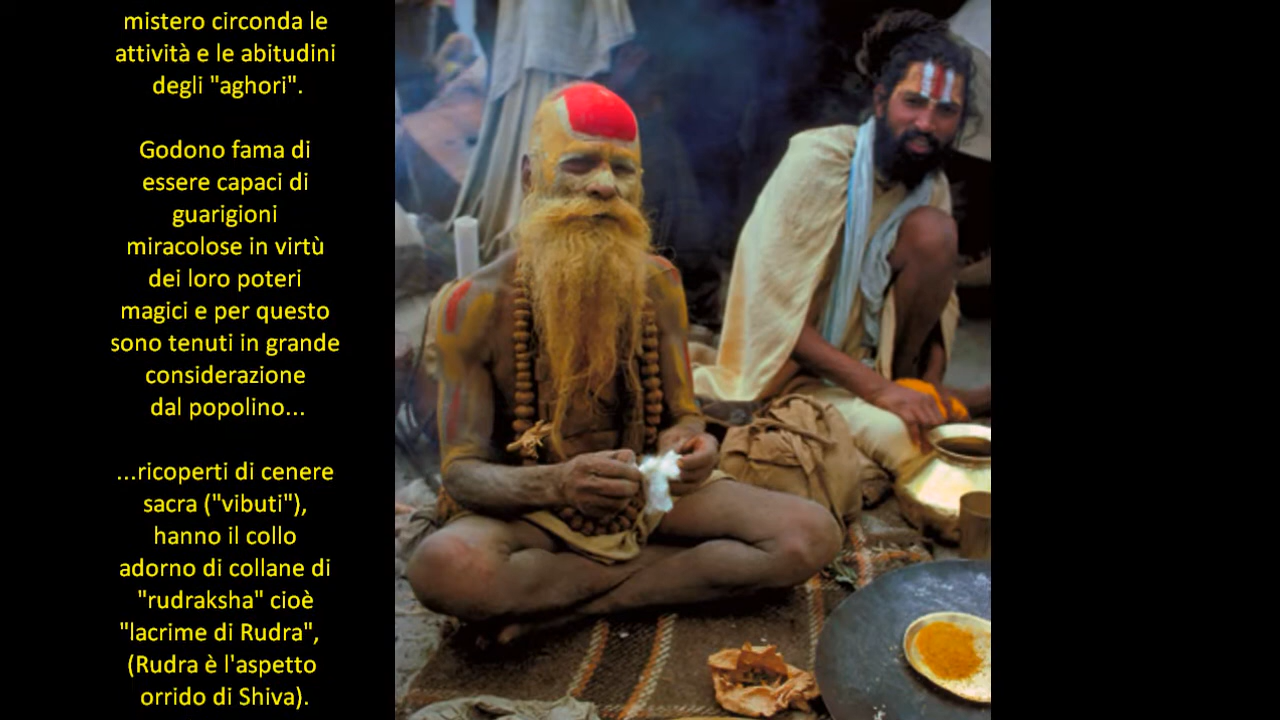 mistero circonda le
attività e le abitudini
degli "aghori".
Godono fama di
essere capaci di
guarigioni
miracolose in virtù
dei loro poteri
magici e per questo
sono tenuti in grande
considerazione
dal popolino...
...ricoperti di cenere
sacra ("vibuti"),
hanno il collo
adorno di collane di
"rudraksha" cioè
"lacrime di Rudra",
(Rudra è l'aspetto
orrido di Shiva).